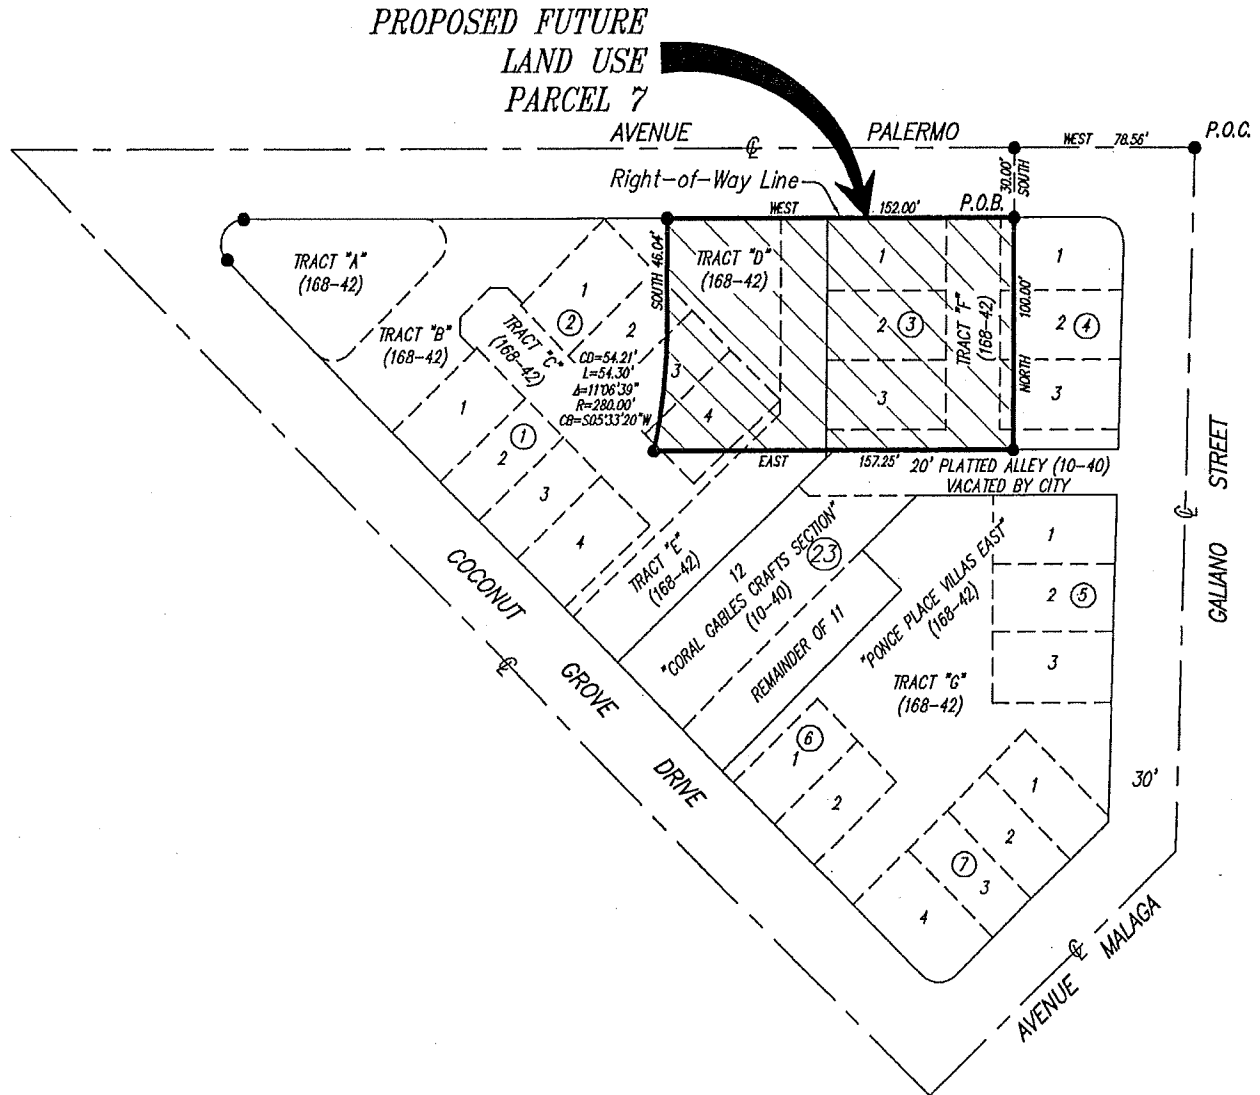 PROPOSED FUTURE
LAND USE
PARCEL 7
AVENUE
℄
PALERMO
WEST 78.56'
P.O.C.
30.00'
SOUTH
Right-of-Way Line
WEST
152.00'
P.O.B.
TRACT "A"
(168-42)
SOUTH 46.04'
TRACT "D"
(168-42)
1
2
3
3
TRACT "F"
(168-42)
100.00'
NORTH
1
2
4
3
TRACT "B"
(168-42)
TRACT "C"
(168-42)
1
2
2
3
4
CD=54.21'
L=54.30'
Δ=11°06'39"
R=280.00'
CB=S05°33'20"W
1
1
2
3
4
EAST
157.25'
20' PLATTED ALLEY (10-40)
VACATED BY CITY
GALIANO STREET
℄
TRACT "E"
(168-42)
12
"CORAL GABLES CRAFTS SECTION"
(10-40)
23
REMAINDER OF 11
"PONCE PLACE VILLAS EAST"
(168-42)
TRACT "G"
(168-42)
1
2
5
3
COCONUT
℄
GROVE
DRIVE
6
1
2
30'
1
2
7
3
4
AVENUE
℄
MALAGA